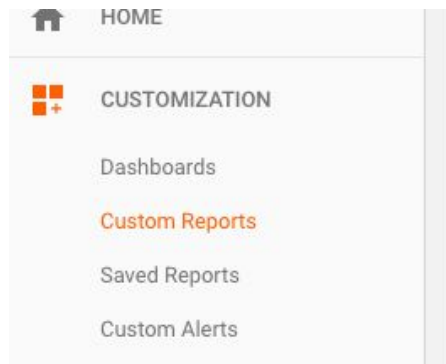 HOME
CUSTOMIZATION
Dashboards
Custom Reports
Saved Reports
Custom Alerts